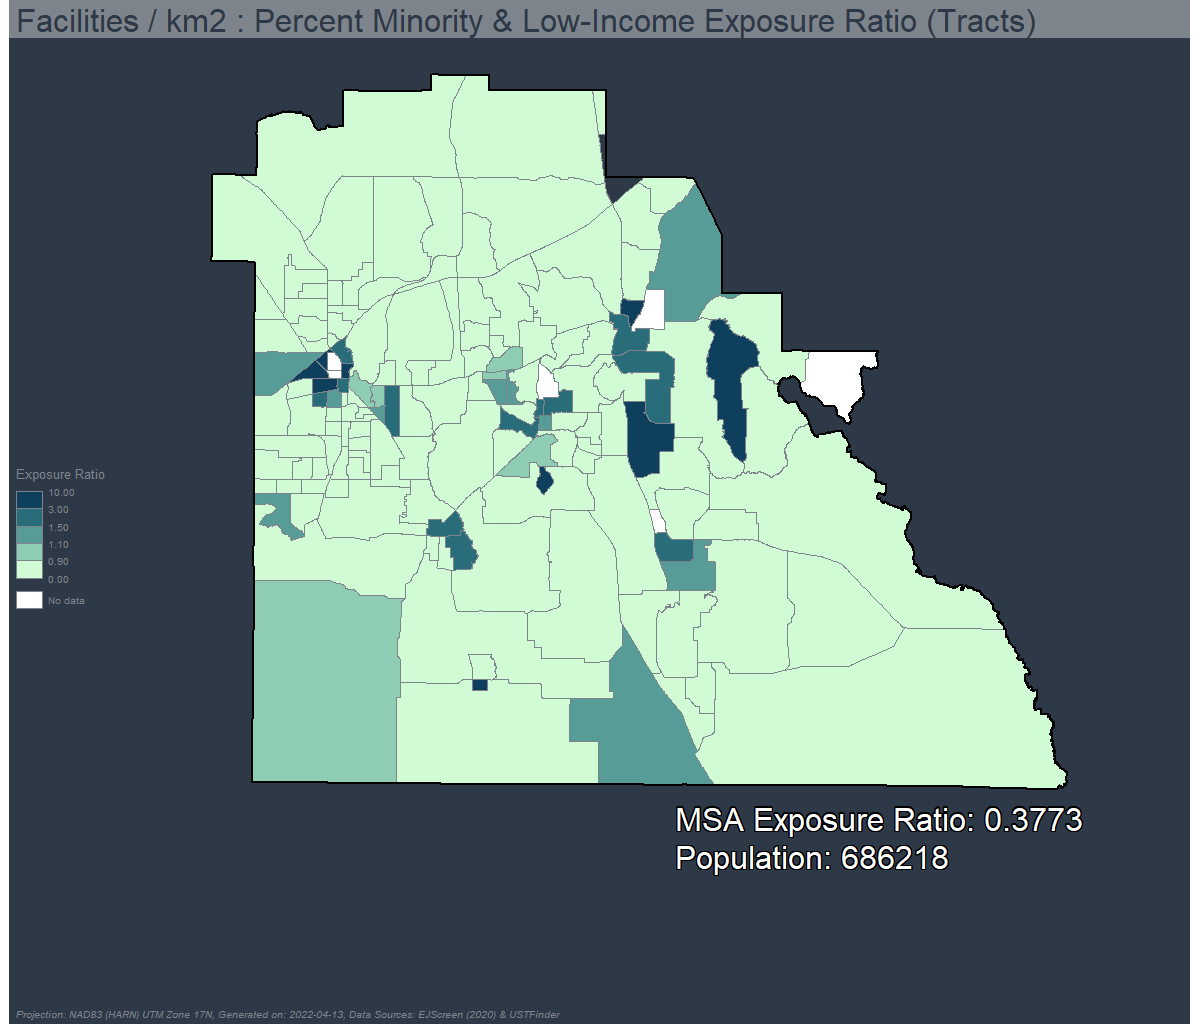 Facilities / km2 : Percent Minority & Low-Income Exposure Ratio (Tracts)
Exposure Ratio
10.00
3.00
1.50
1.10
0.90
0.00
No data
MSA Exposure Ratio: 0.3773
Population: 686218
Projection: NAD83 (HARN) UTM Zone 17N, Generated on: 2022-04-13, Data Sources: EJScreen (2020) & USTFinder